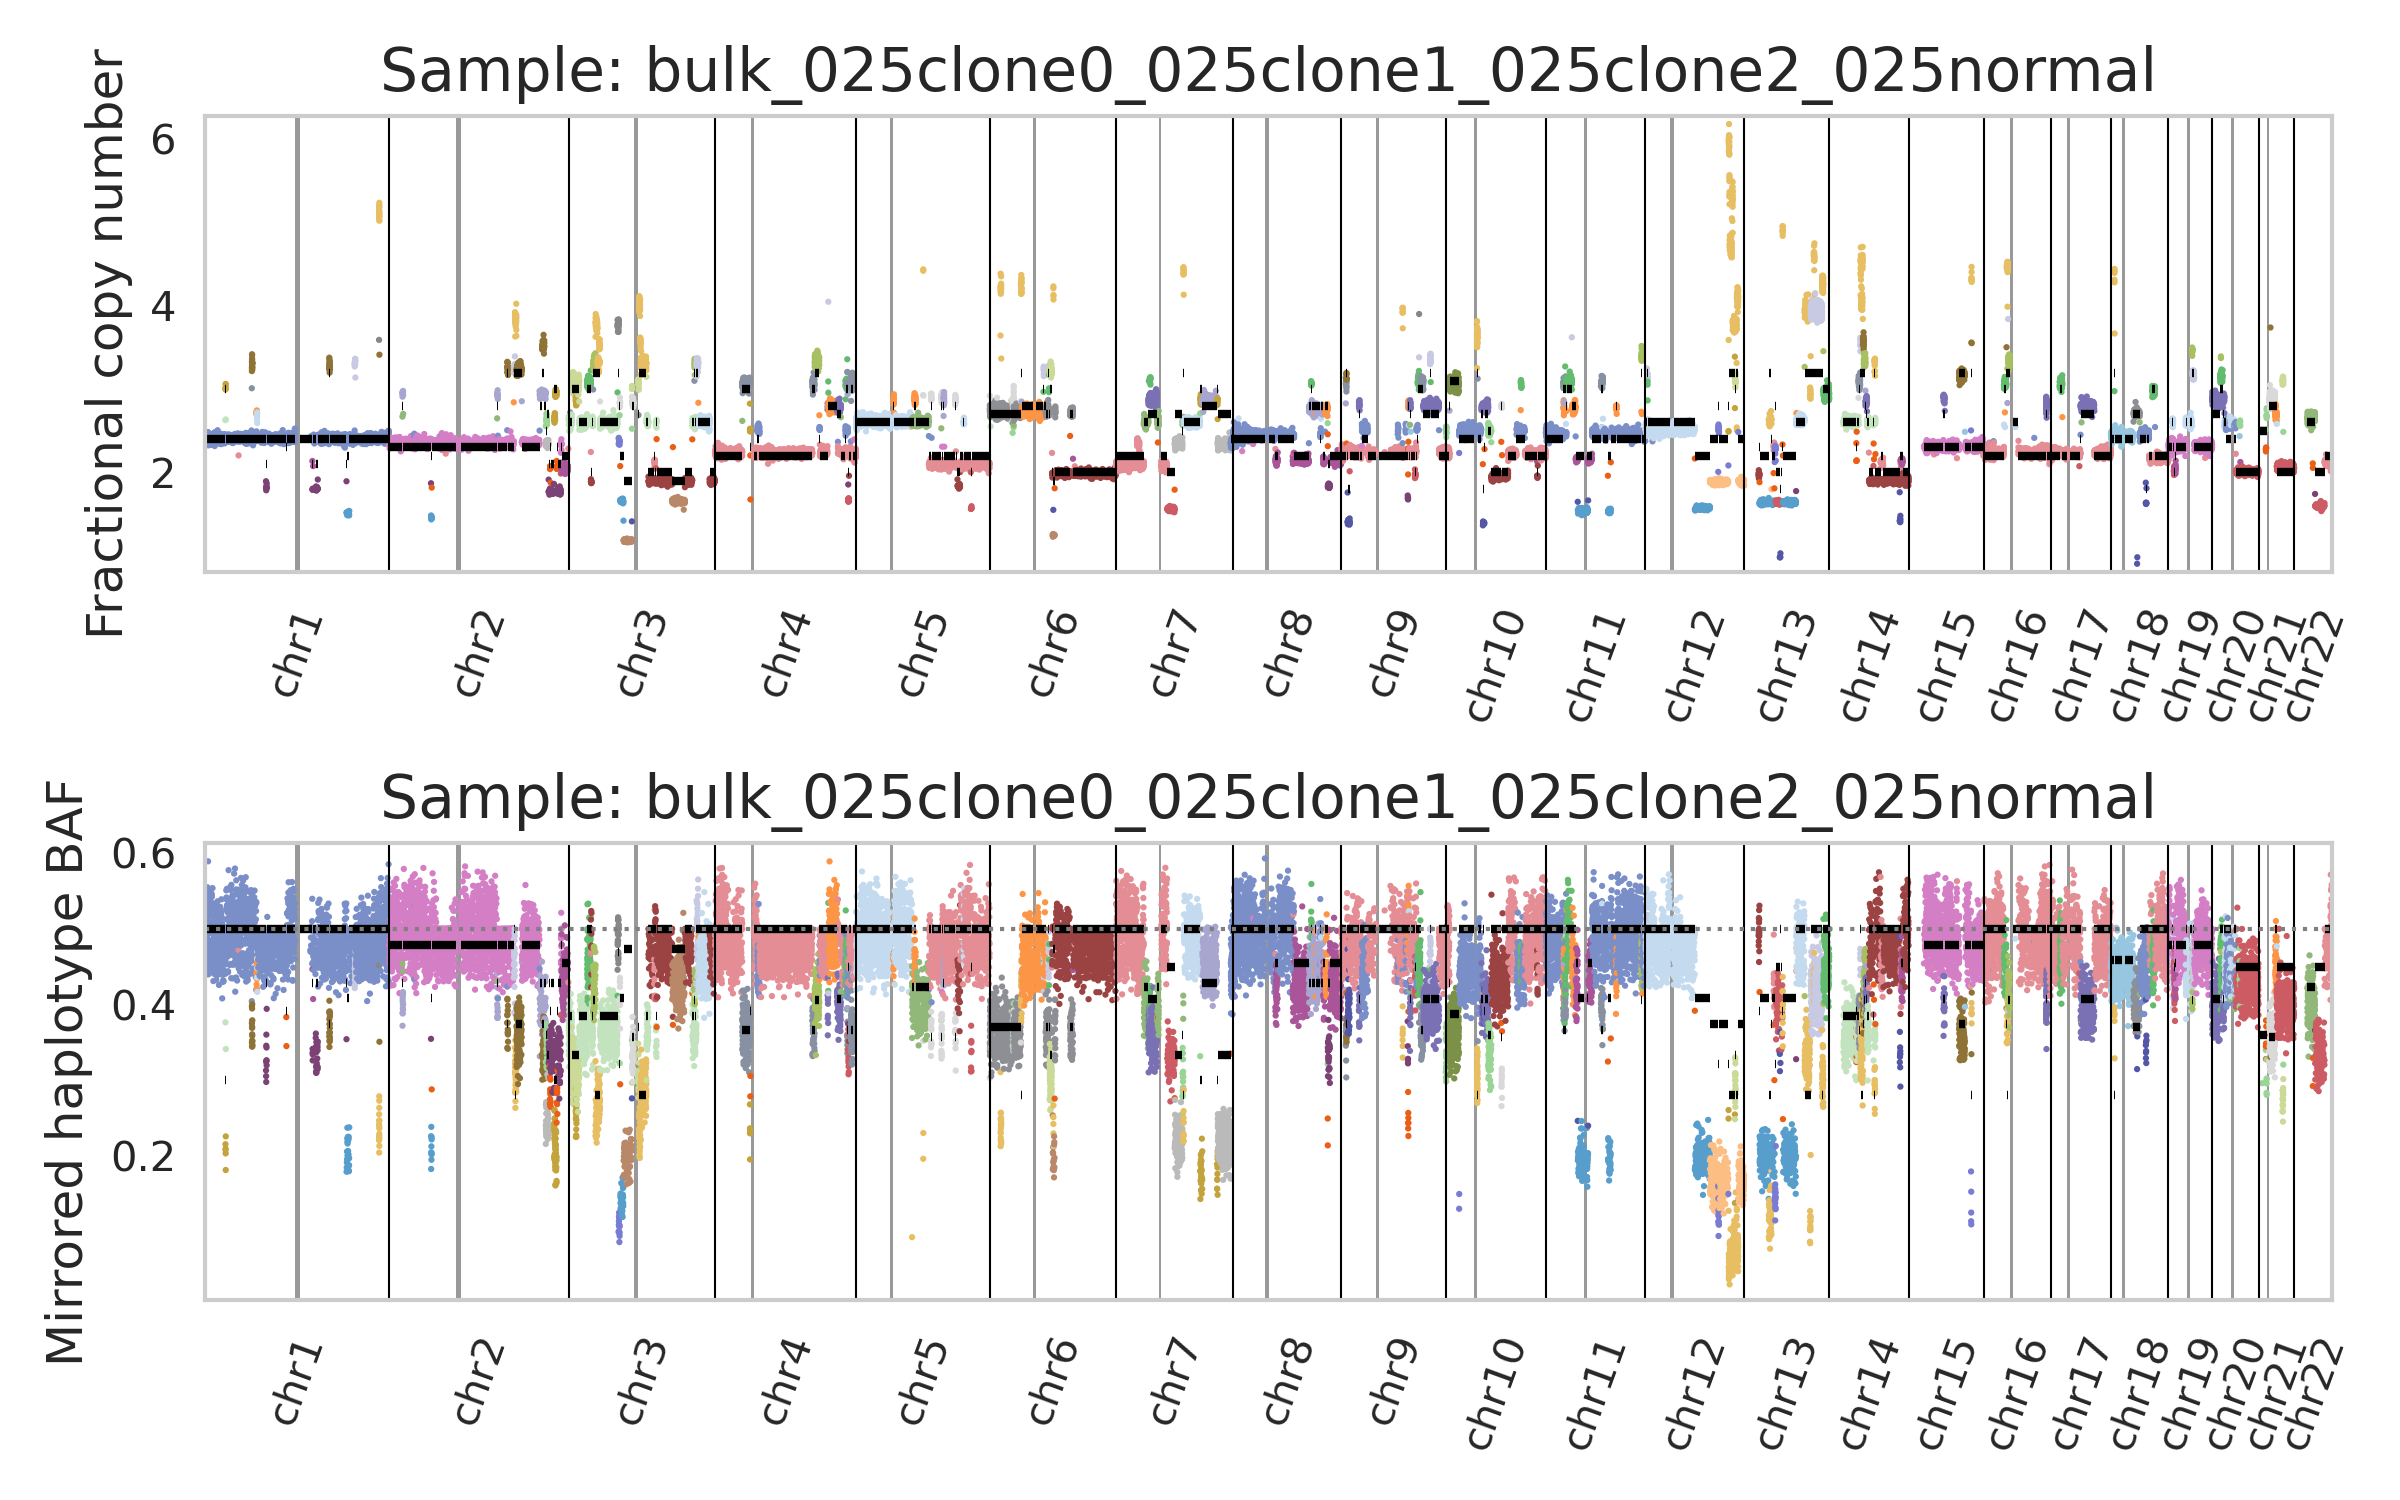 Sample: bulk_025clone0_025clone1_025clone2_025normal
Fractional copy number
6
4
2
chr1 chr2 chr3 chr4 chr5 chr6 chr7 chr8 chr9 chr10 chr11 chr12 chr13 chr14 chr15 chr16 chr17 chr18 chr19 chr20 chr21 chr22
Sample: bulk_025clone0_025clone1_025clone2_025normal
Mirrored haplotype BAF
0.6
0.4
0.2
chr1 chr2 chr3 chr4 chr5 chr6 chr7 chr8 chr9 chr10 chr11 chr12 chr13 chr14 chr15 chr16 chr17 chr18 chr19 chr20 chr21 chr22